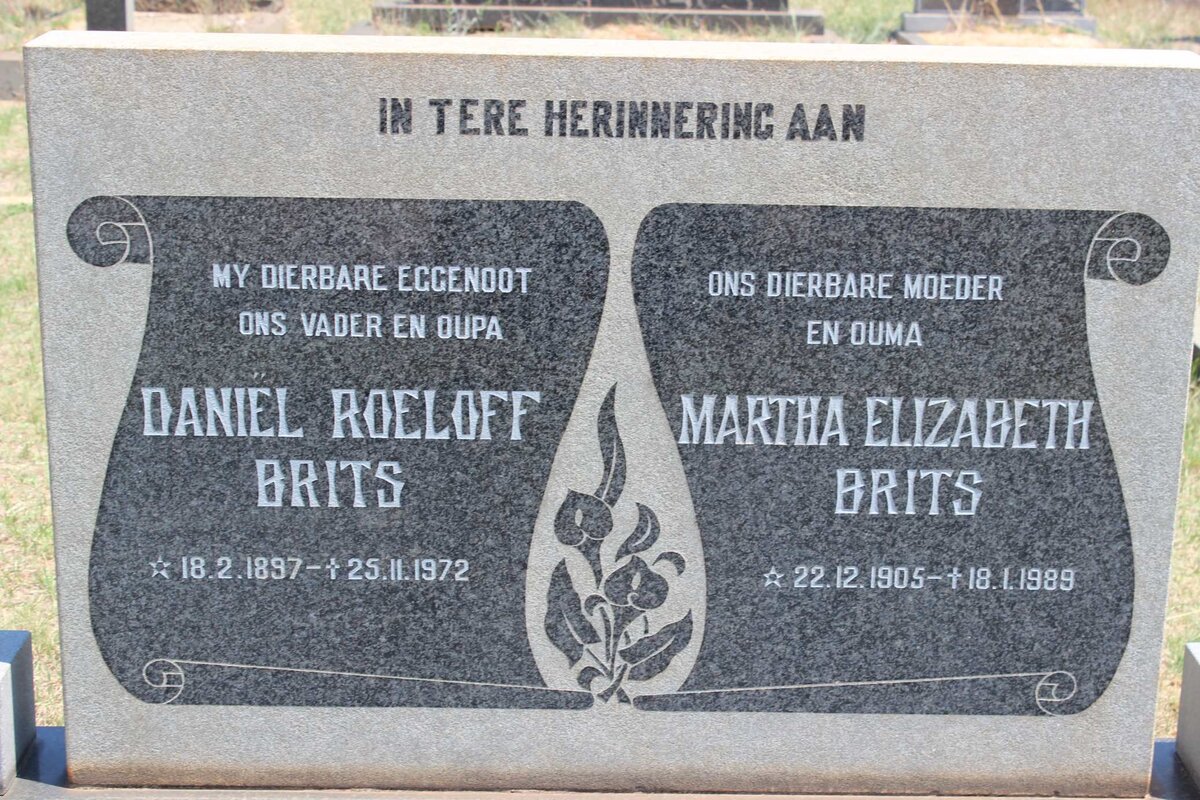 IN TERE HERINNERING AAN
MY DIERBARE EGGENOOT
ONS VADER EN OUPA
DANIËL ROELOFF
BRITS
☆ 18.2.1897 – † 25.11.1972
ONS DIERBARE MOEDER
EN OUMA
MARTHA ELIZABETH
BRITS
☆ 22.12.1905 – † 18.1.1989